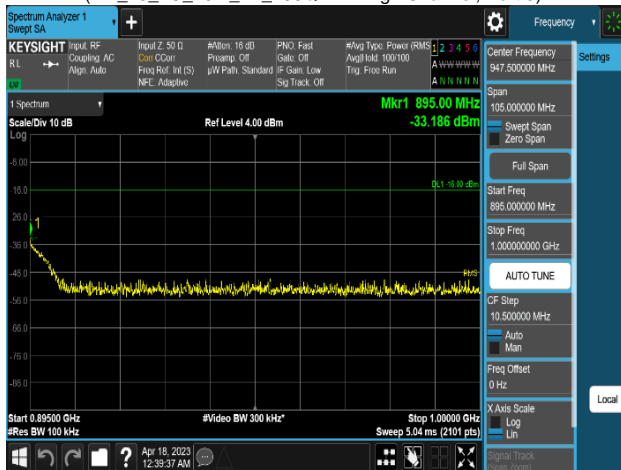 Spectrum Analyzer 1
Swept SA
+
Frequency
KEYSIGHT
R L
Input: RF
Coupling: AC
Align: Auto
Input Z: 50 Ω
Corr CCorr
Freq Ref: Int (S)
NFE: Adaptive
#Atten: 16 dB
Preamp: Off
µW Path: Standard
PNO: Fast
Gate: Off
IF Gain: Low
Sig Track: Off
#Avg Type: Power (RMS
Avg|Hold: 100/100
Trig: Free Run
1 2 3 4 5 6
A W W W W W
A N N N N N
1 Spectrum
Scale/Div 10 dB
Log
Ref Level 4.00 dBm
Mkr1 895.00 MHz
-33.186 dBm
-6.00
-16.0
-26.0
-36.0
-46.0
-56.0
-66.0
-76.0
-86.0
DL1 -16.00 dBm
1
RMS
Start 0.89500 GHz
#Res BW 100 kHz
#Video BW 300 kHz*
Stop 1.00000 GHz
Sweep 5.04 ms (2101 pts)
Center Frequency
947.500000 MHz
Settings
Span
105.000000 MHz
Swept Span
Zero Span
Full Span
Start Freq
895.000000 MHz
Stop Freq
1.000000000 GHz
AUTO TUNE
CF Step
10.500000 MHz
Auto
Man
Freq Offset
0 Hz
X Axis Scale
Log
Lin
Local
Signal Track
?
Apr 18, 2023
12:39:37 AM